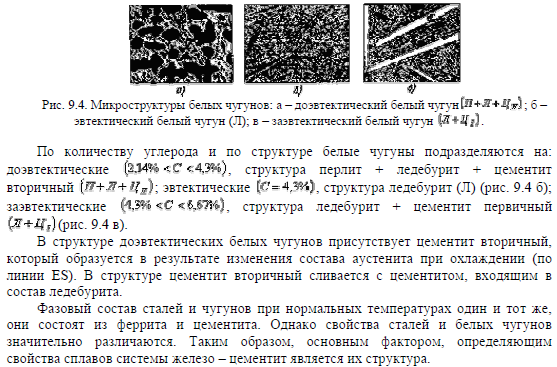 а)
б)
в)
Рис. 9.4. Микроструктуры белых чугунов: а – доэвтектический белый чугун (П+Л+Ц_II); б –
эвтектический белый чугун (Л); в – заэвтектический белый чугун (Л+Ц_I).
По количеству углерода и по структуре белые чугуны подразделяются на:
доэвтектические (2,14% < C < 4,3%), структура перлит + ледебурит + цементит
вторичный (П+Л+Ц_II); эвтектические (C = 4,3%), структура ледебурит (Л) (рис. 9.4 б);
заэвтектические (4,3% < C < 6,67%), структура ледебурит + цементит первичный
(Л+Ц_I) (рис. 9.4 в).
В структуре доэвтектических белых чугунов присутствует цементит вторичный,
который образуется в результате изменения состава аустенита при охлаждении (по
линии ES). В структуре цементит вторичный сливается с цементитом, входящим в
состав ледебурита.
Фазовый состав сталей и чугунов при нормальных температурах один и тот же,
они состоят из феррита и цементита. Однако свойства сталей и белых чугунов
значительно различаются. Таким образом, основным фактором, определяющим
свойства сплавов системы железо – цементит является их структура.